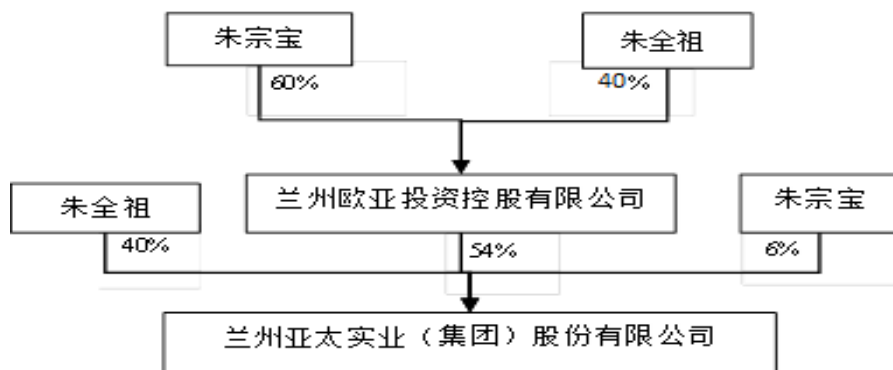 朱宗宝
朱全祖
60%
40%
兰州欧亚投资控股有限公司
朱全祖
朱宗宝
40%
54%
6%
兰州亚太实业（集团）股份有限公司